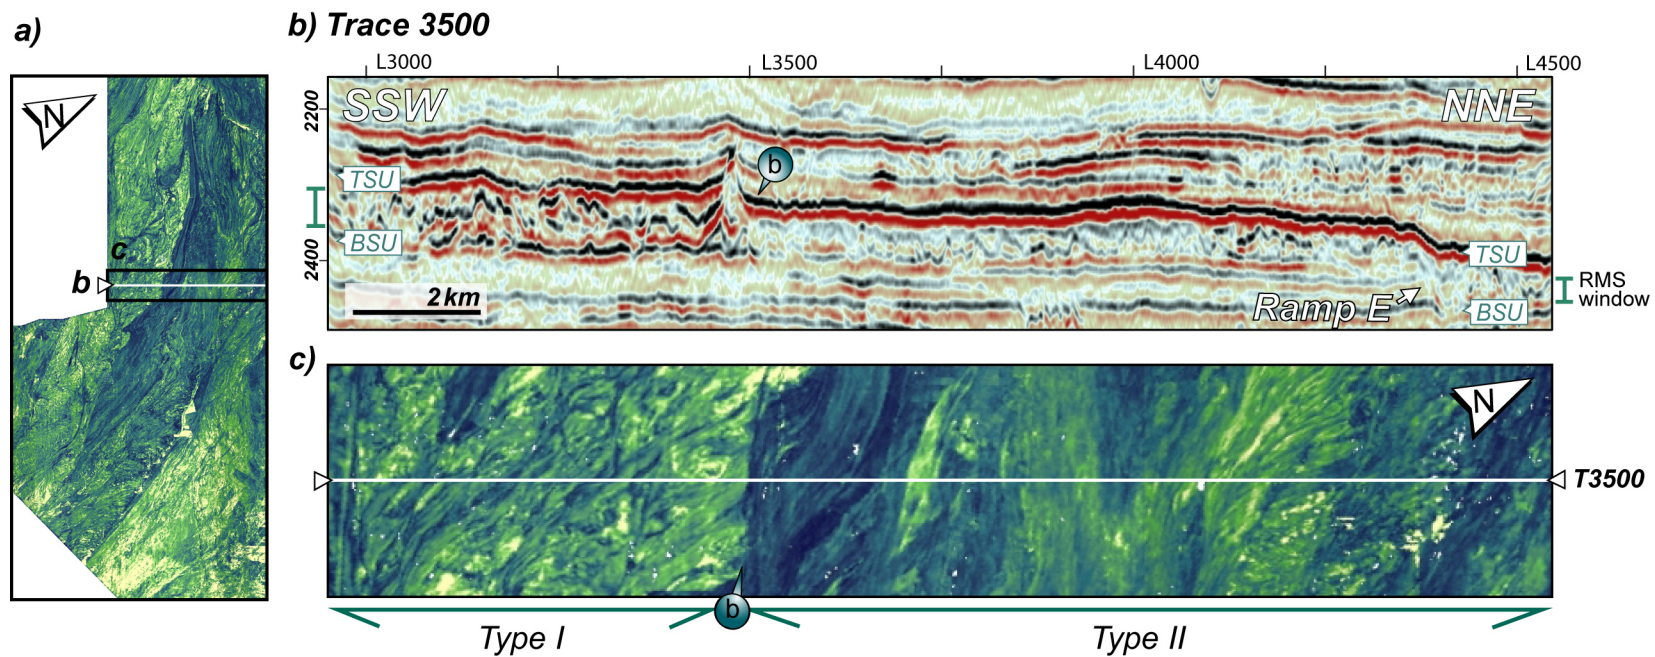 a)
N
c
b
b) Trace 3500
L3000
L3500
L4000
L4500
2200
2400
SSW
NNE
TSU
BSU
b
TSU
BSU
2 km
Ramp E
RMS
window
c)
N
T3500
b
Type I
Type II